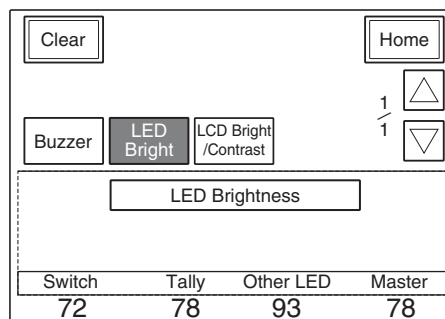 Clear
Home
1/1
Buzzer
LED
Bright
LCD Bright
/Contrast
LED Brightness
Switch Tally Other LED Master
72 78 93 78